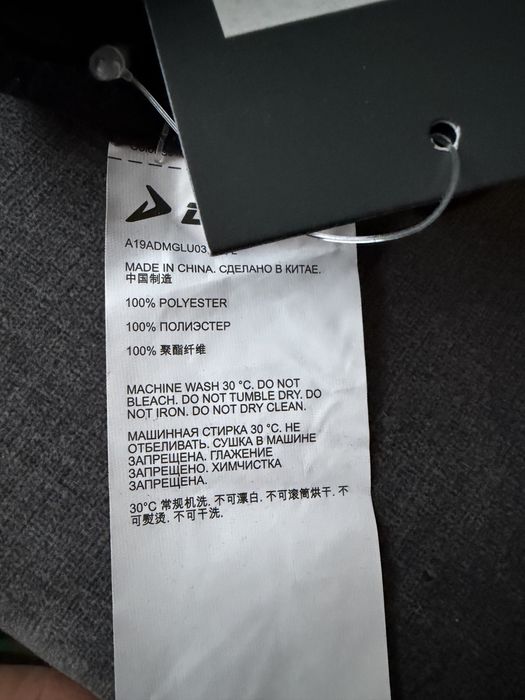 A19ADMGLU03
MADE IN CHINA. СДЕЛАНО В КИТАЕ.
中国制造
100% POLYESTER
100% ПОЛИЭСТЕР
100% 聚酯纤维
MACHINE WASH 30 °C. DO NOT
BLEACH. DO NOT TUMBLE DRY. DO
NOT IRON. DO NOT DRY CLEAN.
МАШИННАЯ СТИРКА 30 °C. НЕ
ОТБЕЛИВАТЬ. СУШКА В МАШИНЕ
ЗАПРЕЩЕНА. ГЛАЖЕНИЕ
ЗАПРЕЩЕНО. ХИМЧИСТКА
ЗАПРЕЩЕНА.
30°C 常规机洗. 不可漂白. 不可滚筒烘干. 不
可熨烫. 不可干洗.